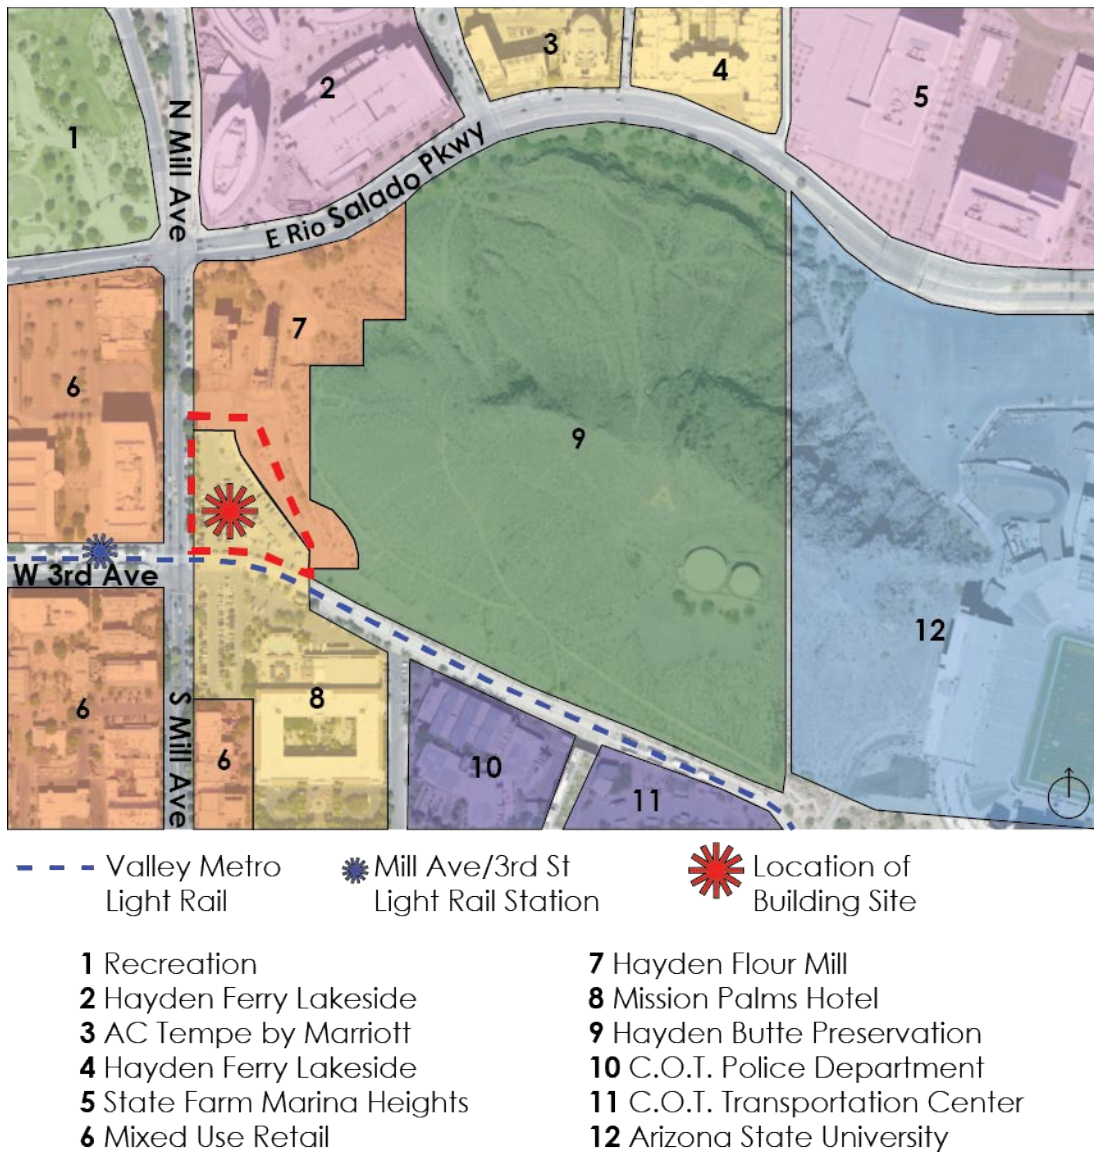 1
2
3
4
5
N Mill Ave
E Rio Salado Pkwy
7
6
9
W 3rd Ave
12
6
S Mill Ave
8
6
10
11
Valley Metro
Light Rail
Mill Ave/3rd St
Light Rail Station
Location of
Building Site
1 Recreation
2 Hayden Ferry Lakeside
3 AC Tempe by Marriott
4 Hayden Ferry Lakeside
5 State Farm Marina Heights
6 Mixed Use Retail
7 Hayden Flour Mill
8 Mission Palms Hotel
9 Hayden Butte Preservation
10 C.O.T. Police Department
11 C.O.T. Transportation Center
12 Arizona State University